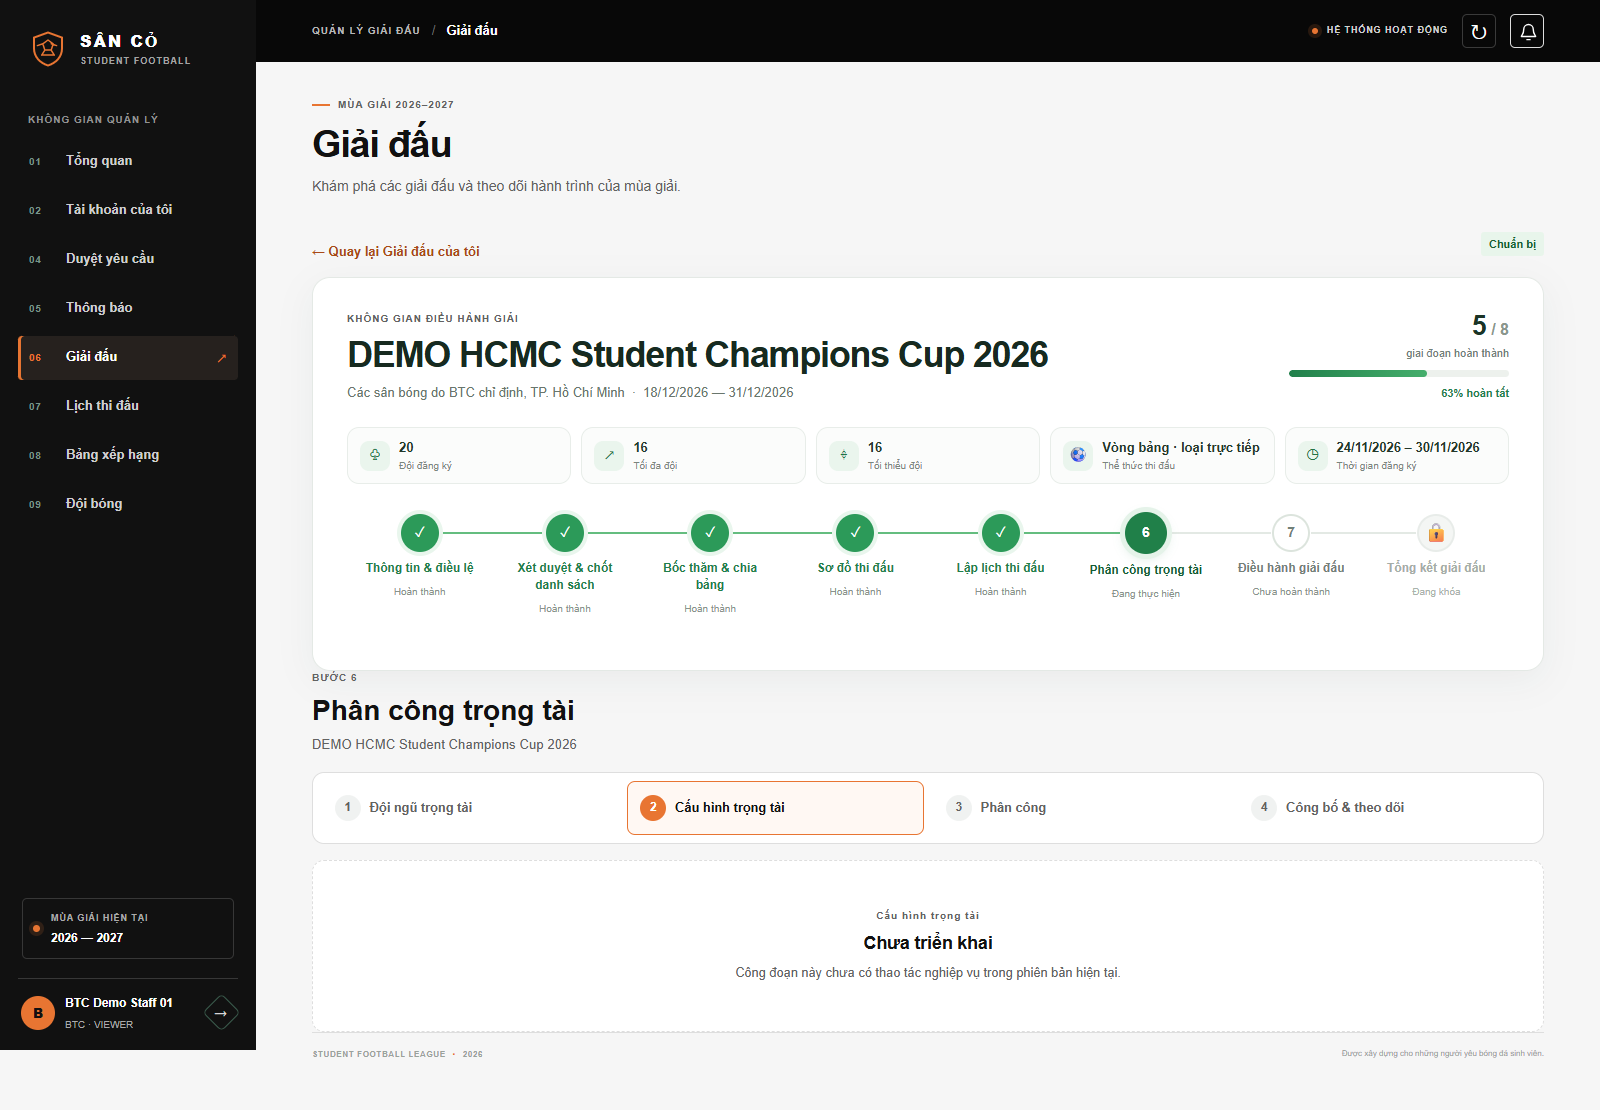 SÂN CỎ
STUDENT FOOTBALL
KHÔNG GIAN QUẢN LÝ
01 Tổng quan
02 Tài khoản của tôi
04 Duyệt yêu cầu
05 Thông báo
06 Giải đấu ↗
07 Lịch thi đấu
08 Bảng xếp hạng
09 Đội bóng
MÙA GIẢI HIỆN TẠI
2026 — 2027
B
BTC Demo Staff 01
BTC · VIEWER
→
QUẢN LÝ GIẢI ĐẤU / Giải đấu
HỆ THỐNG HOẠT ĐỘNG
MÙA GIẢI 2026–2027
Giải đấu
Khám phá các giải đấu và theo dõi hành trình của mùa giải.
← Quay lại Giải đấu của tôi
Chuẩn bị
KHÔNG GIAN ĐIỀU HÀNH GIẢI
DEMO HCMC Student Champions Cup 2026
Các sân bóng do BTC chỉ định, TP. Hồ Chí Minh · 18/12/2026 — 31/12/2026
5 / 8
giai đoạn hoàn thành
63% hoàn tất
20
Đội đăng ký
16
Tối đa đội
16
Tối thiểu đội
Vòng bảng · loại trực tiếp
Thể thức thi đấu
24/11/2026 – 30/11/2026
Thời gian đăng ký
✓ Thông tin & điều lệ
Hoàn thành
✓ Xét duyệt & chốt
danh sách
Hoàn thành
✓ Bốc thăm & chia
bảng
Hoàn thành
✓ Sơ đồ thi đấu
Hoàn thành
✓ Lập lịch thi đấu
Hoàn thành
6
Phân công trọng tài
Đang thực hiện
7
Điều hành giải đấu
Chưa hoàn thành
Tổng kết giải đấu
Đang khóa
BƯỚC 6
Phân công trọng tài
DEMO HCMC Student Champions Cup 2026
1 Đội ngũ trọng tài
2 Cấu hình trọng tài
3 Phân công
4 Công bố & theo dõi
Cấu hình trọng tài
Chưa triển khai
Công đoạn này chưa có thao tác nghiệp vụ trong phiên bản hiện tại.
STUDENT FOOTBALL LEAGUE · 2026
Được xây dựng cho những người yêu bóng đá sinh viên.